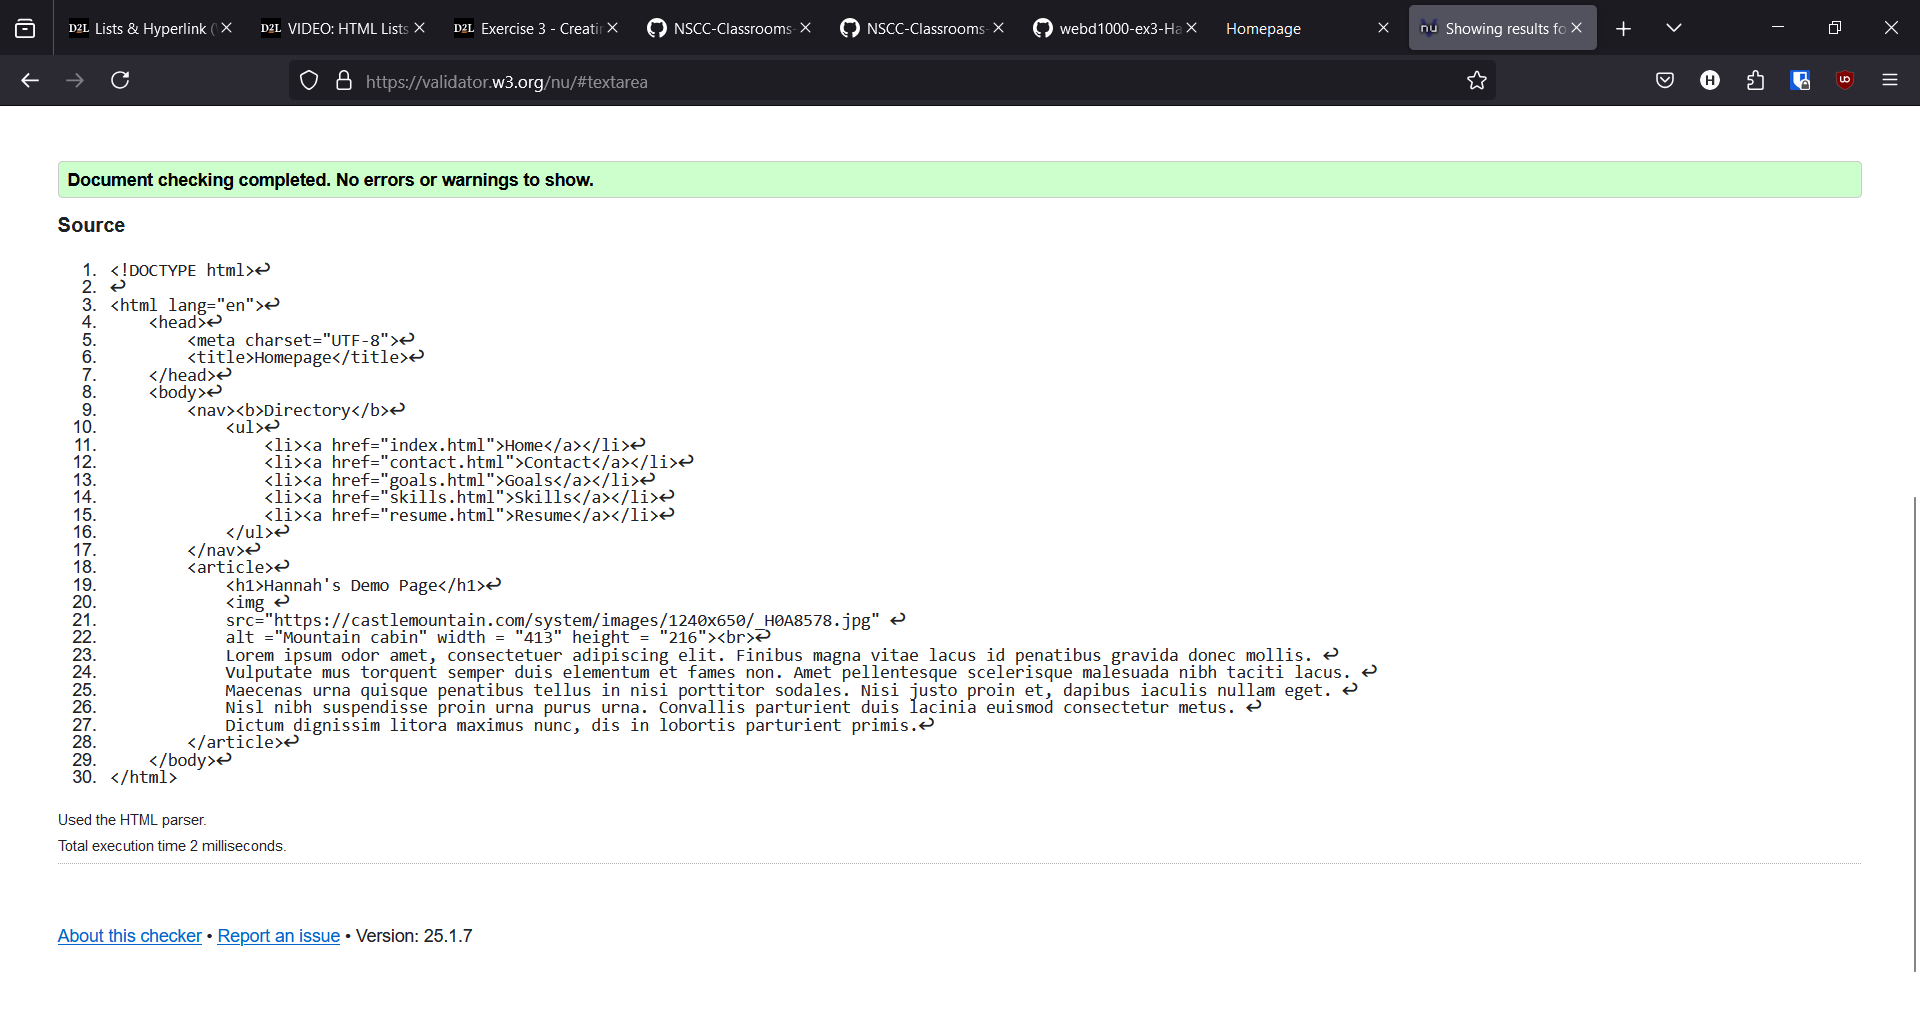 Lists & Hyperlink (
VIDEO: HTML Lists
Exercise 3 - Creatin
NSCC-Classrooms-
NSCC-Classrooms-
webd1000-ex3-Ha
Homepage
Showing results fo
https://validator.w3.org/nu/#textarea
Document checking completed. No errors or warnings to show.
Source
1. <!DOCTYPE html>↩
2. ↩
3. <html lang="en">↩
4. <head>↩
5. <meta charset="UTF-8">↩
6. <title>Homepage</title>↩
7. </head>↩
8. <body>↩
9. <nav><b>Directory</b>↩
10. <ul>↩
11. <li><a href="index.html">Home</a></li>↩
12. <li><a href="contact.html">Contact</a></li>↩
13. <li><a href="goals.html">Goals</a></li>↩
14. <li><a href="skills.html">Skills</a></li>↩
15. <li><a href="resume.html">Resume</a></li>↩
16. </ul>↩
17. </nav>↩
18. <article>↩
19. <h1>Hannah's Demo Page</h1>↩
20. <img ↩
21. src="https://castlemountain.com/system/images/1240x650/_H0A8578.jpg" ↩
22. alt ="Mountain cabin" width = "413" height = "216"><br>↩
23. Lorem ipsum odor amet, consectetuer adipiscing elit. Finibus magna vitae lacus id penatibus gravida donec mollis. ↩
24. Vulputate mus torquent semper duis elementum et fames non. Amet pellentesque scelerisque malesuada nibh taciti lacus. ↩
25. Maecenas urna quisque penatibus tellus in nisi porttitor sodales. Nisi justo proin et, dapibus iaculis nullam eget. ↩
26. Nisl nibh suspendisse proin urna purus urna. Convallis parturient duis lacinia euismod consectetur metus. ↩
27. Dictum dignissim litora maximus nunc, dis in lobortis parturient primis.↩
28. </article>↩
29. </body>↩
30. </html>
Used the HTML parser.
Total execution time 2 milliseconds.
About this checker • Report an issue • Version: 25.1.7